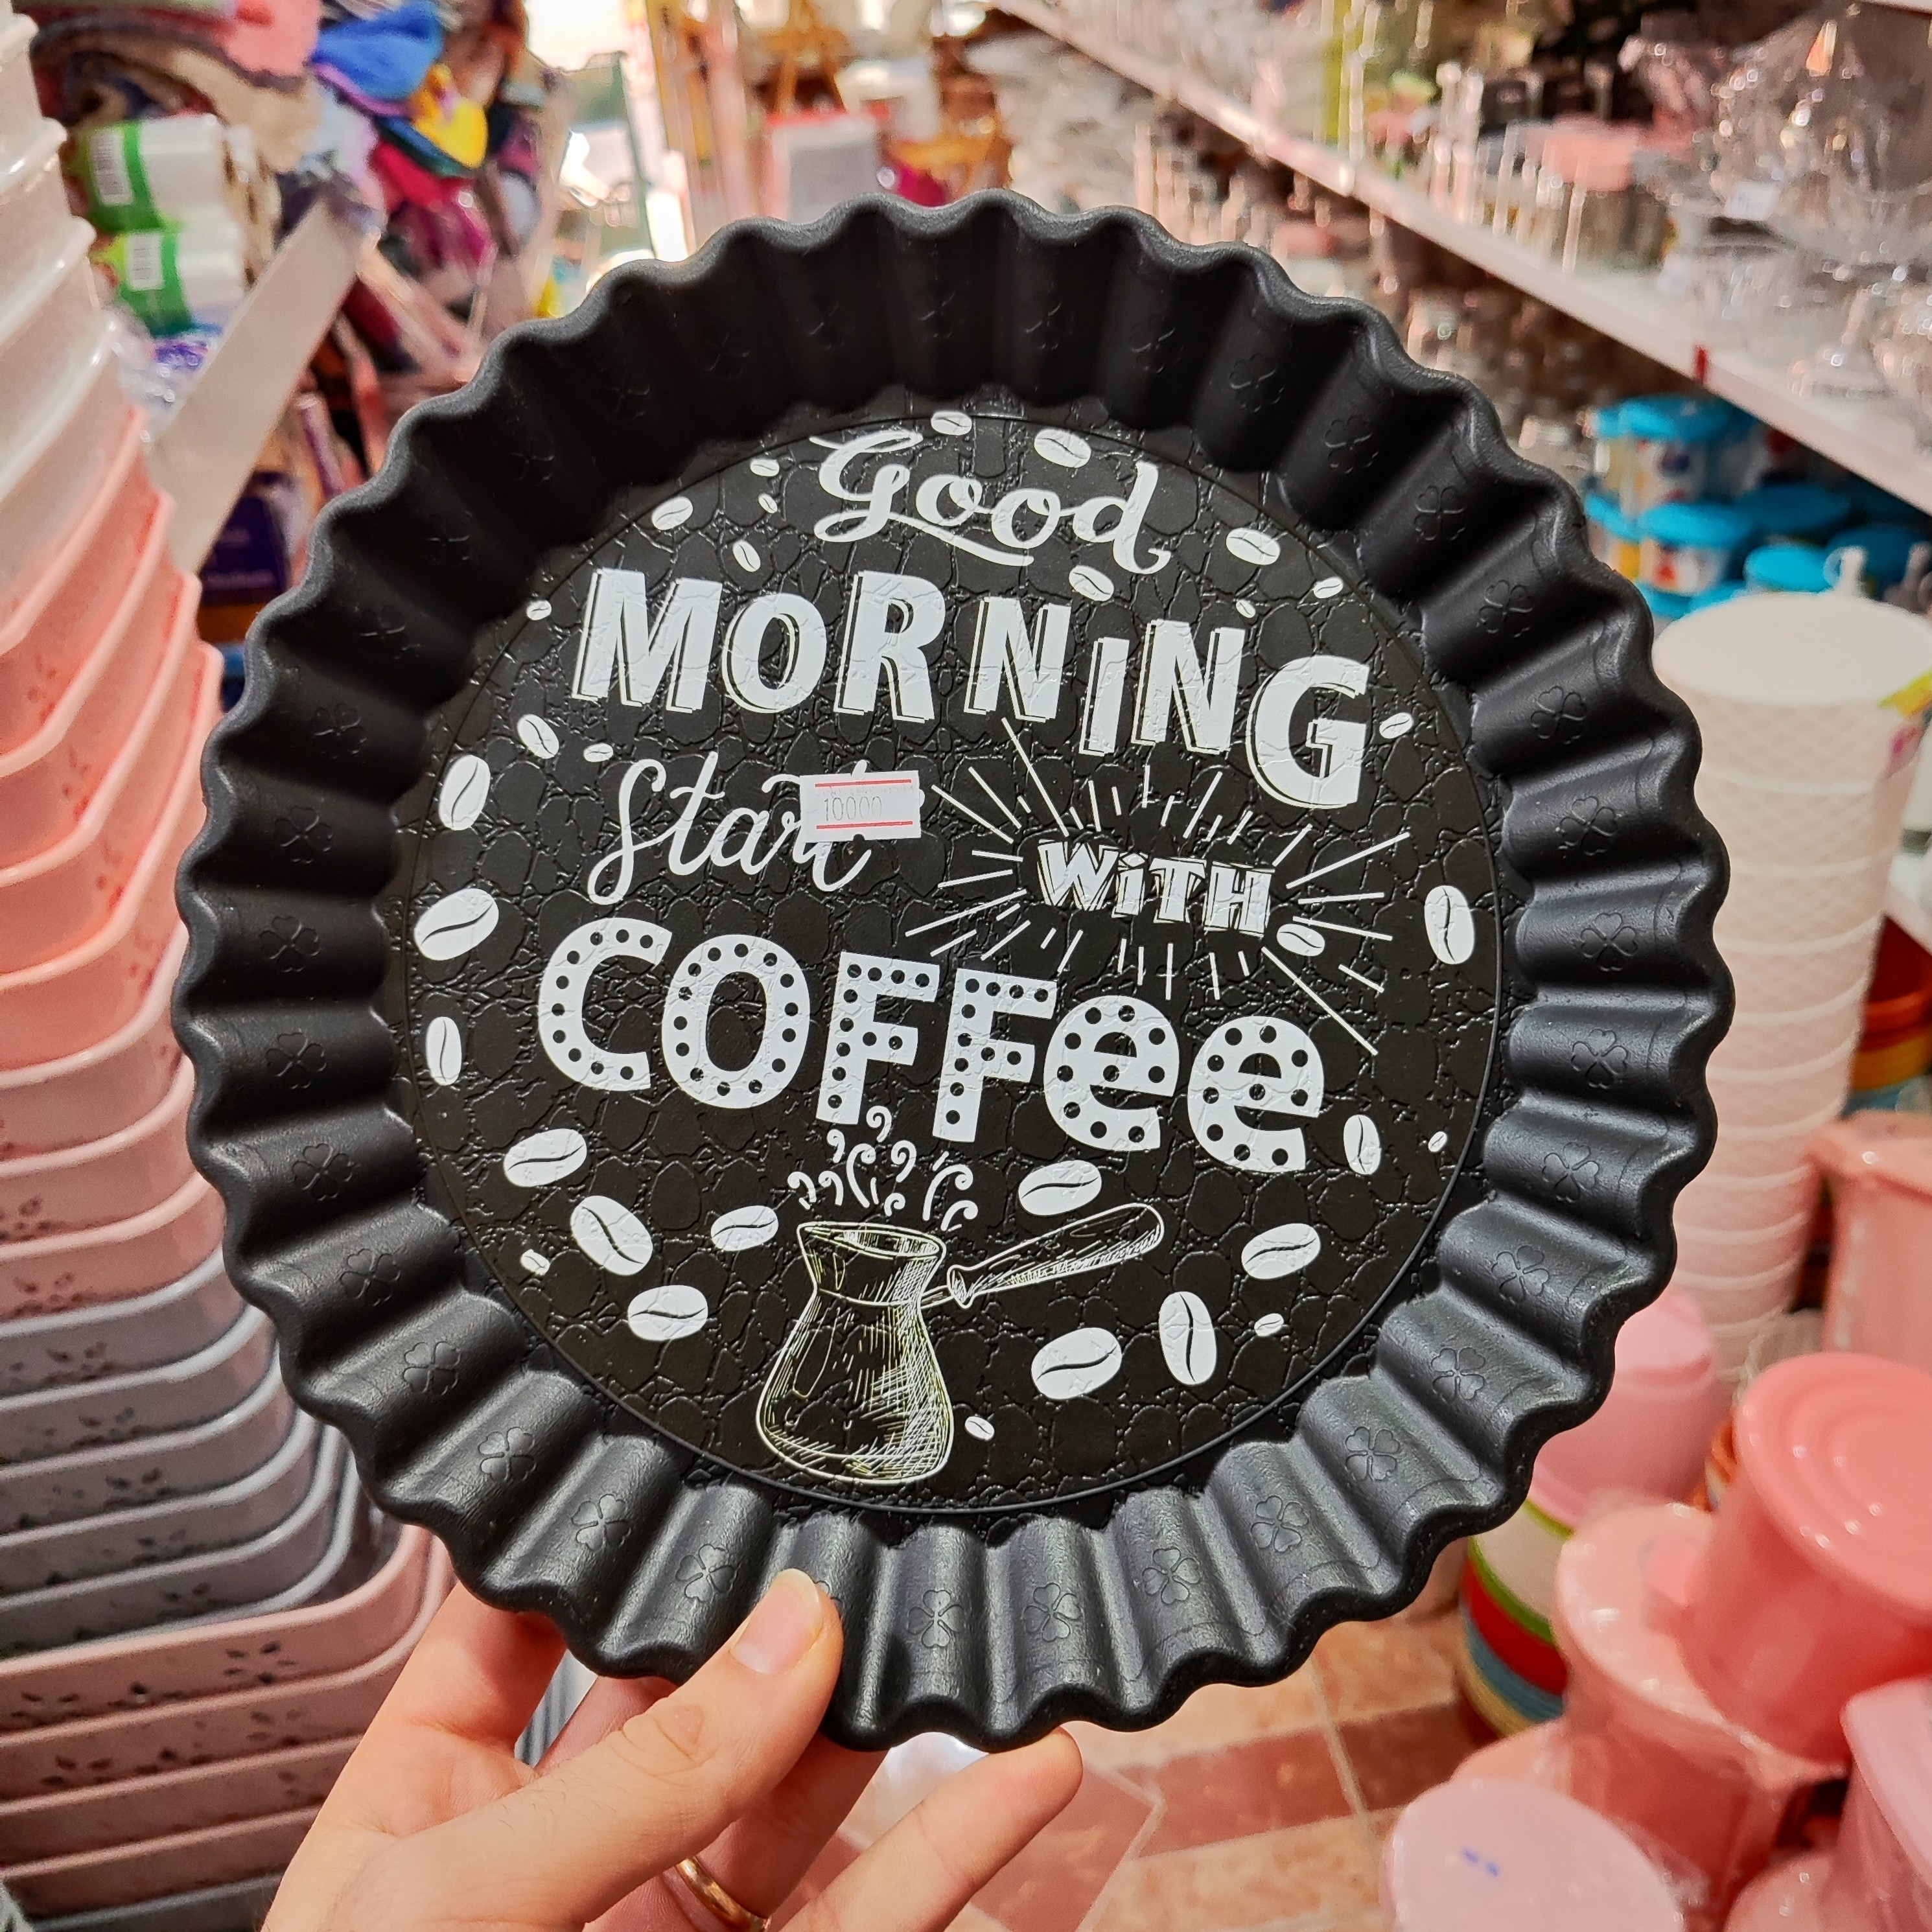 Good
MORNiNG
Start
10000
WiTH
COFFee